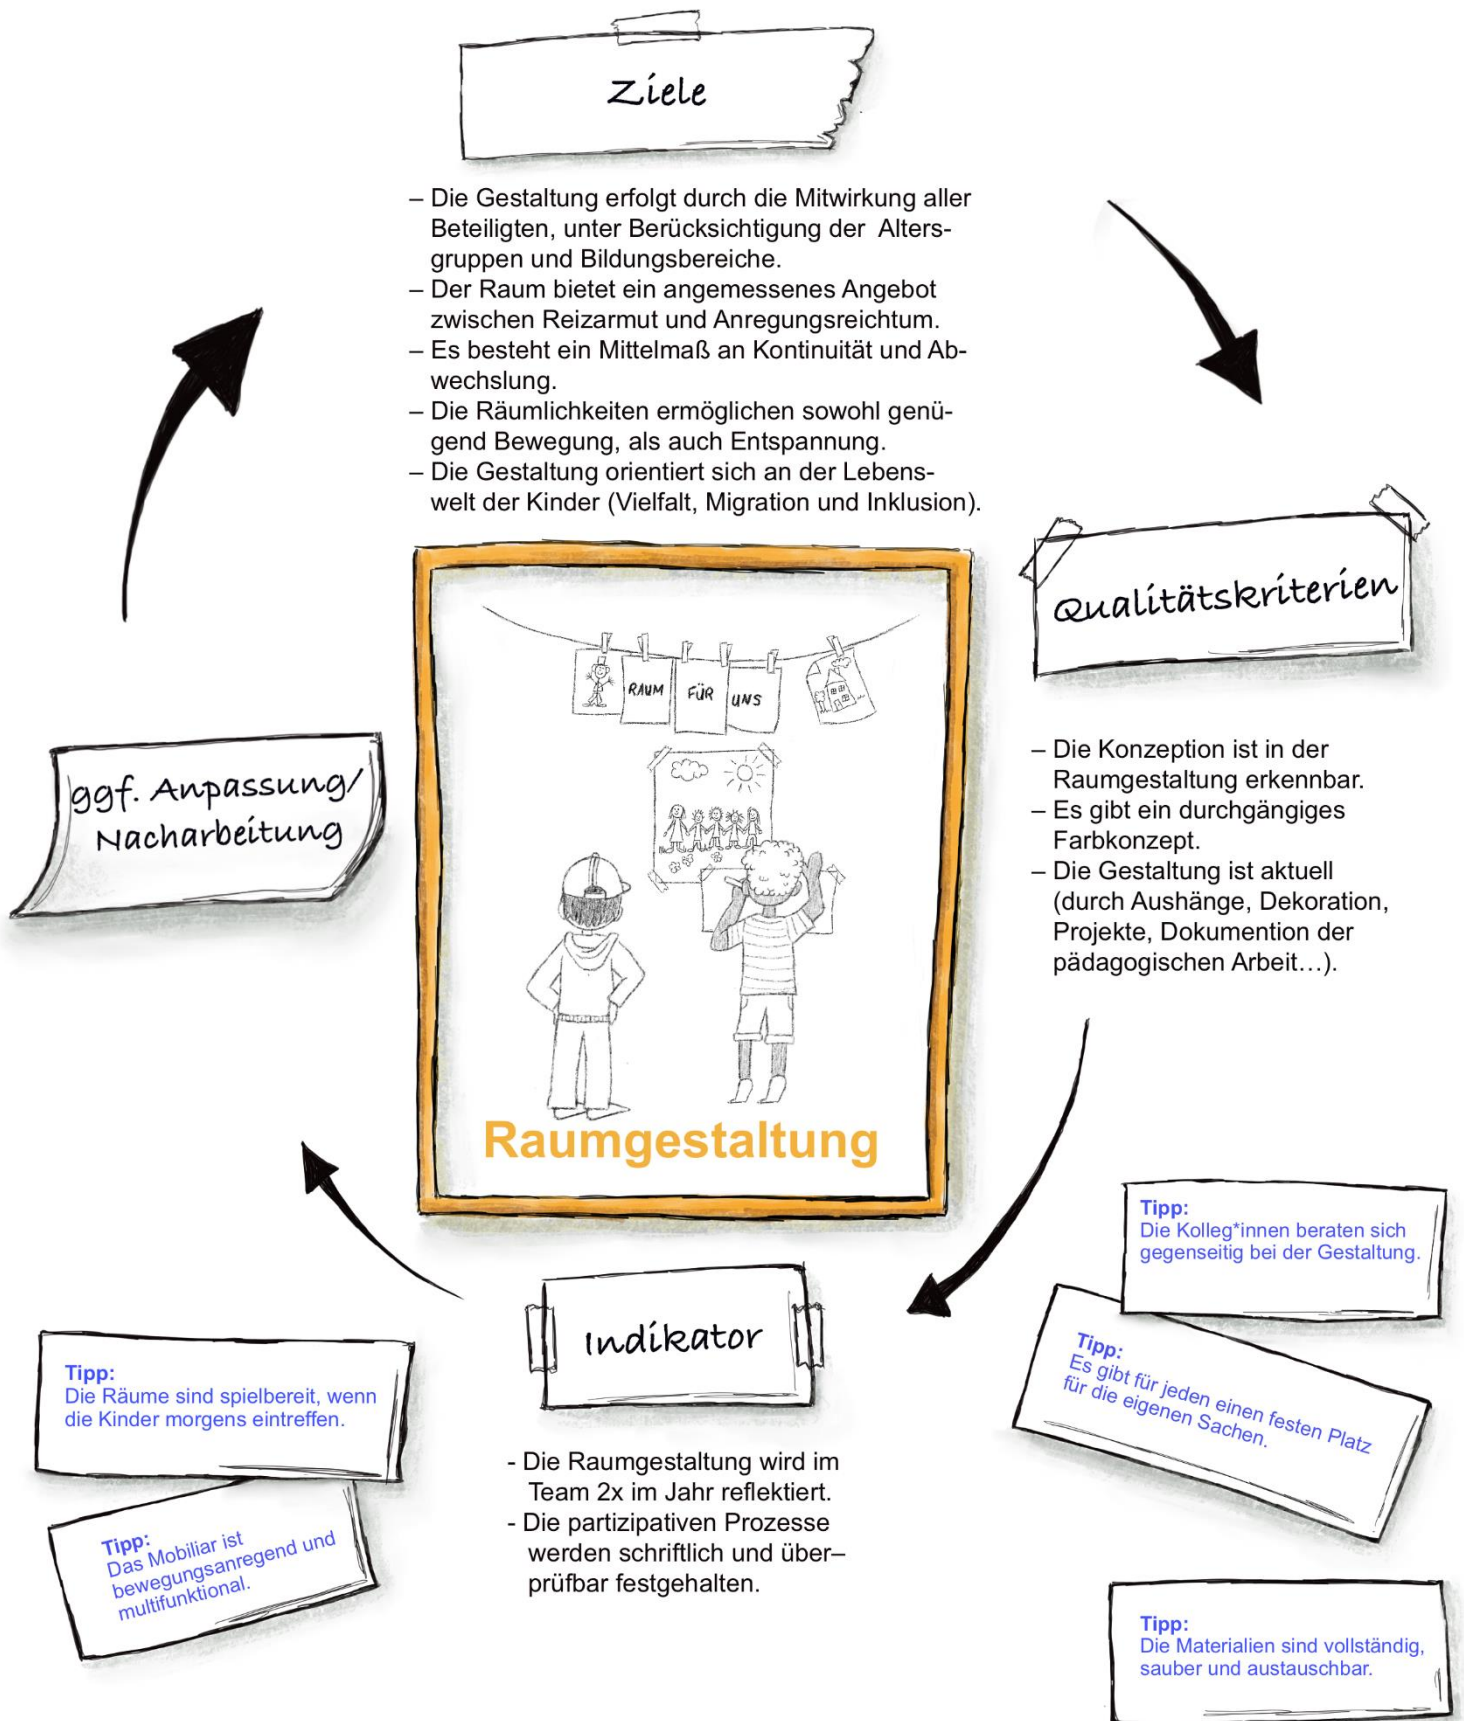 Ziele
– Die Gestaltung erfolgt durch die Mitwirkung aller
Beteiligten, unter Berücksichtigung der Alters-
gruppen und Bildungsbereiche.
– Der Raum bietet ein angemessenes Angebot
zwischen Reizarmut und Anregungsreichtum.
– Es besteht ein Mittelmaß an Kontinuität und Ab-
wechslung.
– Die Räumlichkeiten ermöglichen sowohl genü-
gend Bewegung, als auch Entspannung.
– Die Gestaltung orientiert sich an der Lebens-
welt der Kinder (Vielfalt, Migration und Inklusion).
Qualitätskriterien
– Die Konzeption ist in der
Raumgestaltung erkennbar.
– Es gibt ein durchgängiges
Farbkonzept.
– Die Gestaltung ist aktuell
(durch Aushänge, Dekoration,
Projekte, Dokumention der
pädagogischen Arbeit...).
RAUM FÜR UNS
Raumgestaltung
ggf. Anpassung/
Nacharbeitung
Tipp:
Die Kolleg*innen beraten sich
gegenseitig bei der Gestaltung.
Tipp:
Es gibt für jeden einen festen Platz
für die eigenen Sachen.
Tipp:
Die Materialien sind vollständig,
sauber und austauschbar.
Indikator
- Die Raumgestaltung wird im
Team 2x im Jahr reflektiert.
- Die partizipativen Prozesse
werden schriftlich und über–
prüfbar festgehalten.
Tipp:
Die Räume sind spielbereit, wenn
die Kinder morgens eintreffen.
Tipp:
Das Mobiliar ist
bewegungsanregend und
multifunktional.